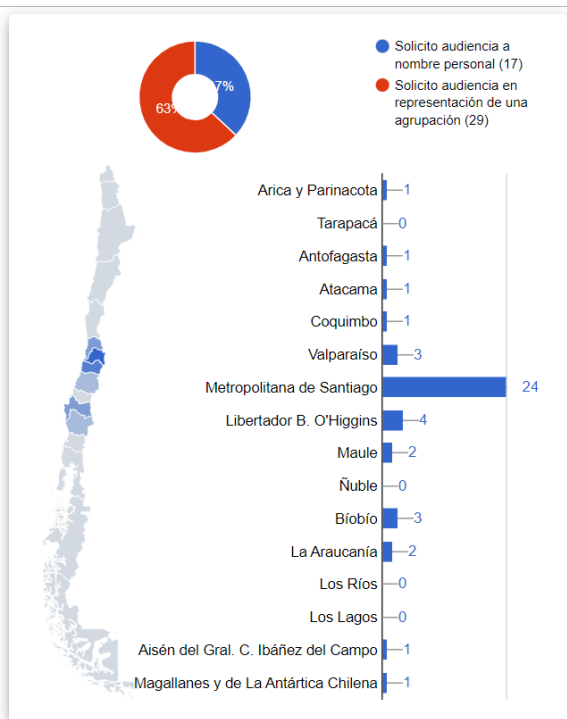 Solicito audiencia a
nombre personal (17)
Solicito audiencia en
representación de una
agrupación (29)
7%
63%
Arica y Parinacota 1
Tarapacá 0
Antofagasta 1
Atacama 1
Coquimbo 1
Valparaíso 3
Metropolitana de Santiago 24
Libertador B. O'Higgins 4
Maule 2
Ñuble 0
Bíobío 3
La Araucanía 2
Los Ríos 0
Los Lagos 0
Aisén del Gral. C. Ibáñez del Campo 1
Magallanes y de La Antártica Chilena 1